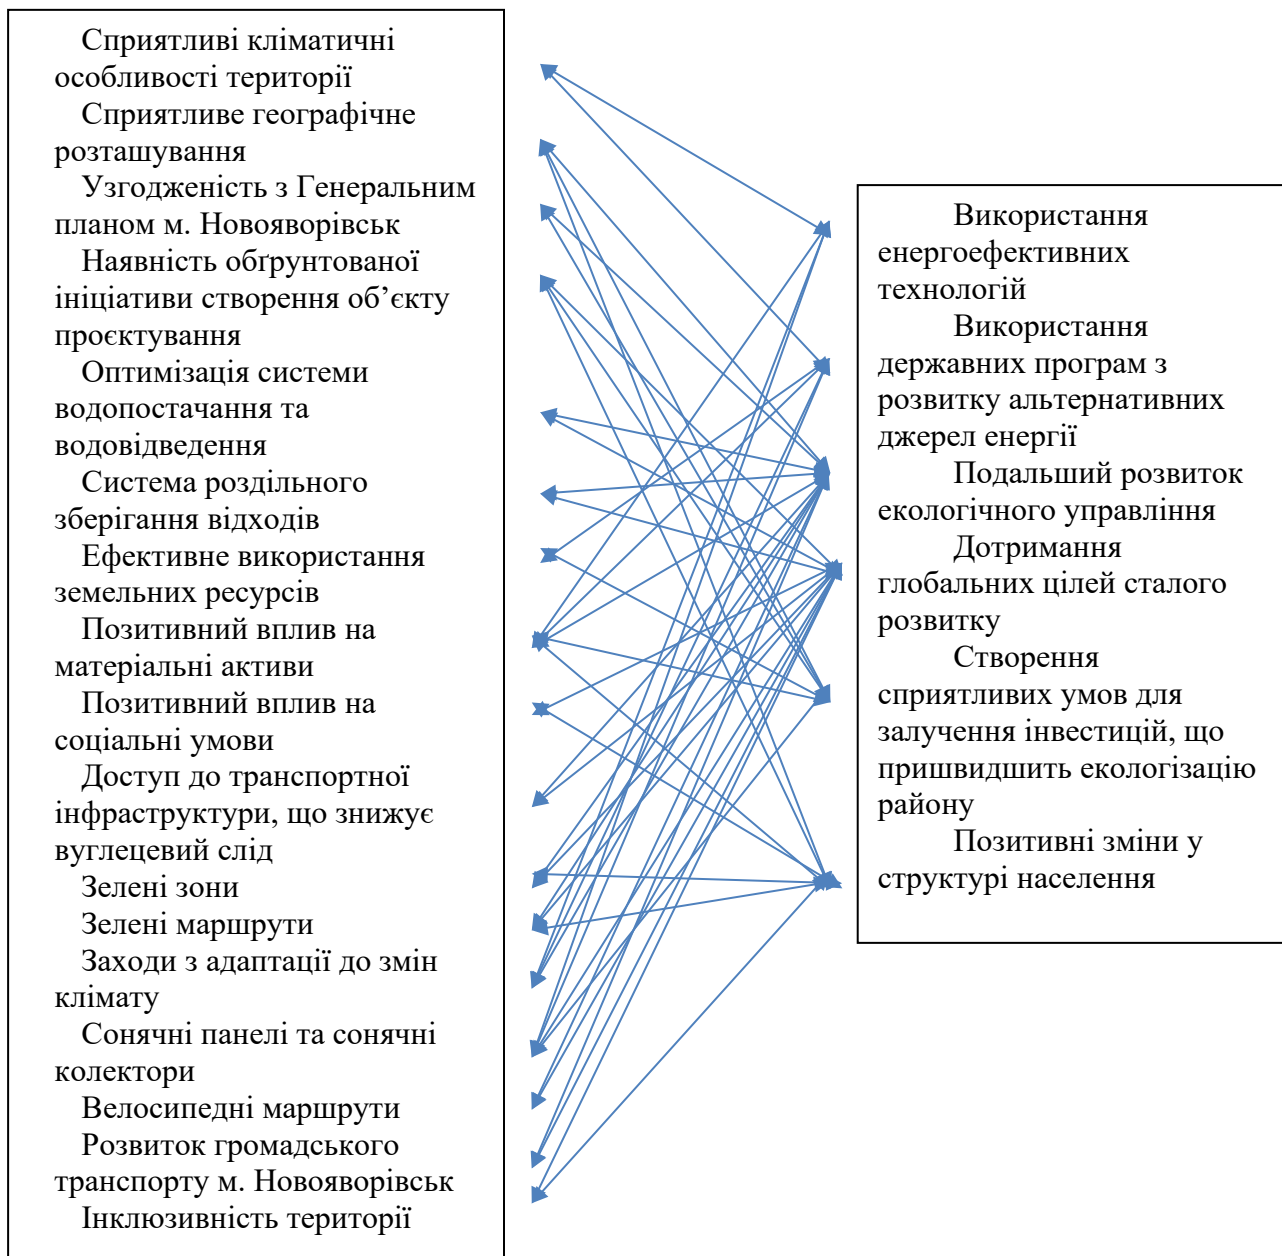 Сприятливі кліматичні
особливості території
Сприятливе географічне
розташування
Узгодженість з Генеральним
планом м. Новояворівськ
Наявність обґрунтованої
ініціативи створення об’єкту
проєктування
Оптимізація системи
водопостачання та
водовідведення
Система роздільного
зберігання відходів
Ефективне використання
земельних ресурсів
Позитивний вплив на
матеріальні активи
Позитивний вплив на
соціальні умови
Доступ до транспортної
інфраструктури, що знижує
вуглецевий слід
Зелені зони
Зелені маршрути
Заходи з адаптації до змін
клімату
Сонячні панелі та сонячні
колектори
Велосипедні маршрути
Розвиток громадського
транспорту м. Новояворівськ
Інклюзивність території
Використання
енергоефективних
технологій
Використання
державних програм з
розвитку альтернативних
джерел енергії
Подальший розвиток
екологічного управління
Дотримання
глобальних цілей сталого
розвитку
Створення
сприятливих умов для
залучення інвестицій, що
пришвидшить екологізацію
району
Позитивні зміни у
структурі населення